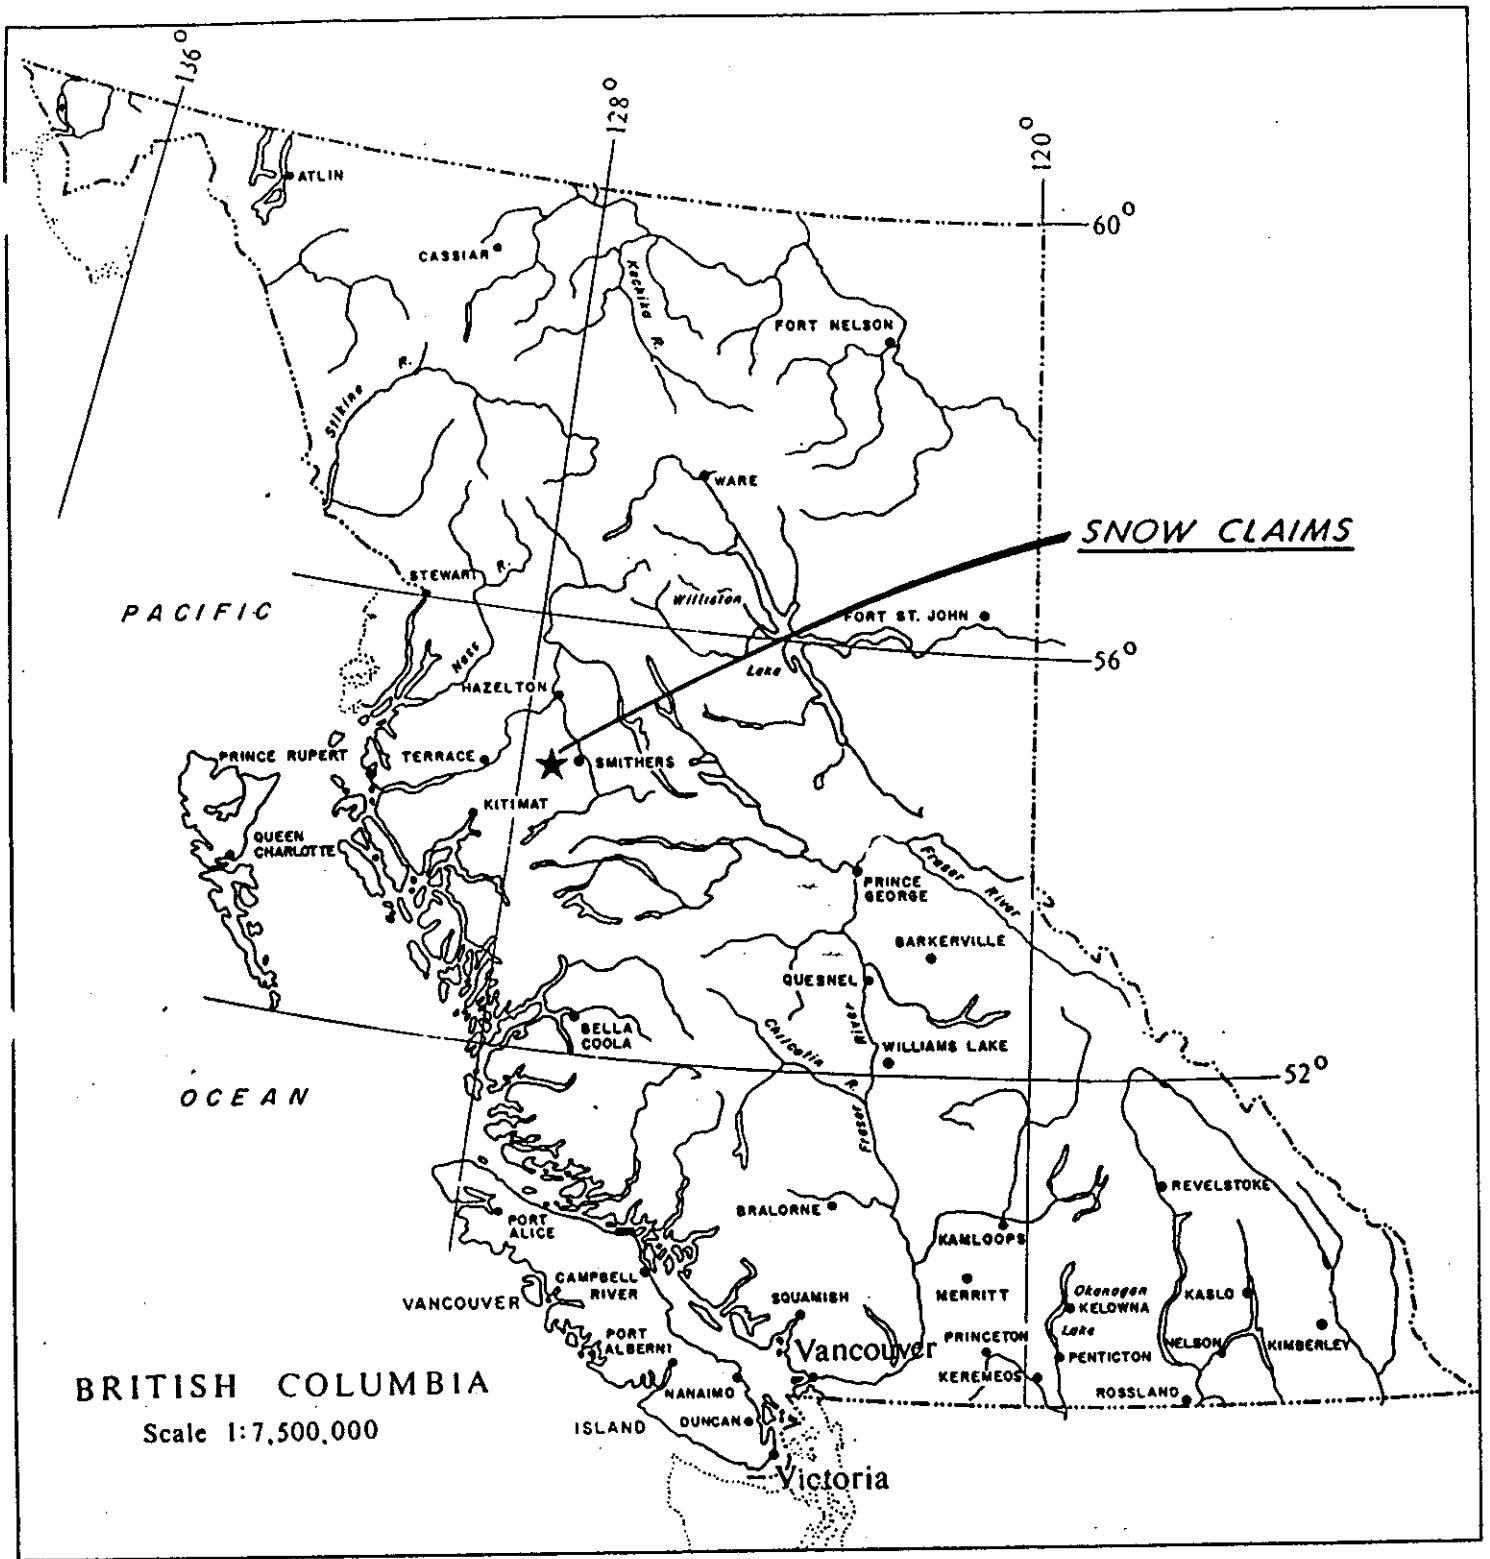 136°
128°
120°
ATLIN
60°
CASSIAR
Kechika R.
FORT NELSON
Stikine R.
WARE
SNOW CLAIMS
STEWART
R.
PACIFIC
Williston
FORT ST. JOHN
Nass
56°
Lake
HAZELTON
PRINCE RUPERT
TERRACE
SMITHERS
KITIMAT
QUEEN
CHARLOTTE
Fraser River
PRINCE
GEORGE
BARKERVILLE
QUESNEL
BELLA
COOLA
Chilcotin R.
River
WILLIAMS LAKE
52°
OCEAN
Fraser
REVELSTOKE
BRALORNE
PORT
ALICE
KAMLOOPS
CAMPBELL
RIVER
VANCOUVER
SQUAMISH
MERRITT
Okanagan
KELOWNA
KASLO
Lake
PORT
ALBERNI
Vancouver
PRINCETON
NELSON
KIMBERLEY
PENTICTON
BRITISH COLUMBIA
KEREMEOS
NANAIMO
ROSSLAND
Scale 1:7,500,000
ISLAND
DUNCAN
Victoria